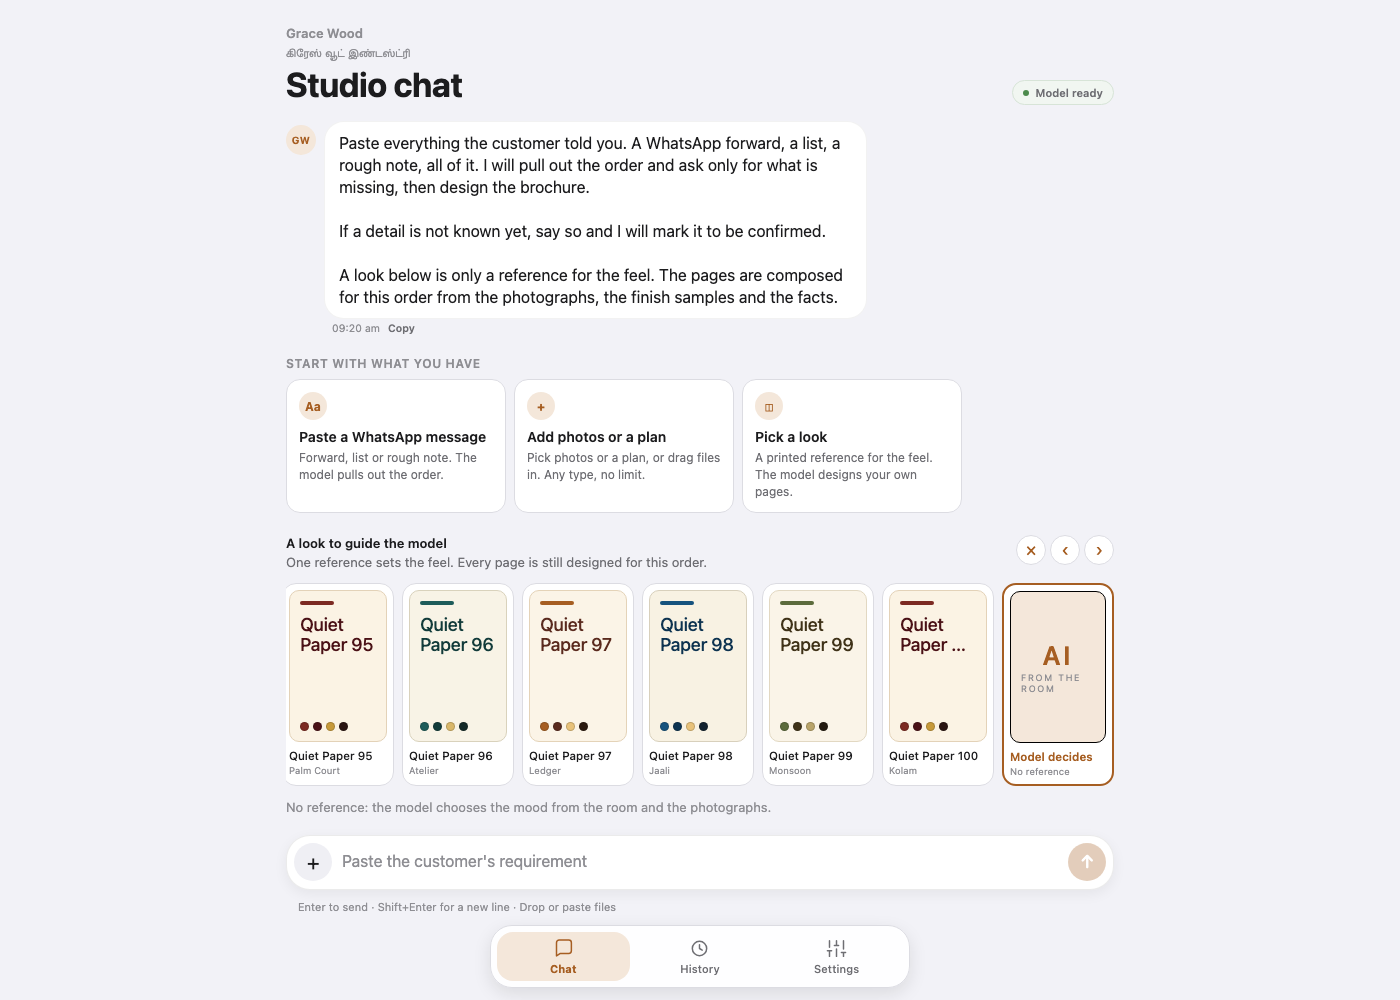 Grace Wood
கிரேஸ் வூட் இண்டஸ்ட்ரி
Studio chat
Model ready
GW
Paste everything the customer told you. A WhatsApp forward, a list, a
rough note, all of it. I will pull out the order and ask only for what is
missing, then design the brochure.
If a detail is not known yet, say so and I will mark it to be confirmed.
A look below is only a reference for the feel. The pages are composed
for this order from the photographs, the finish samples and the facts.
09:20 am Copy
START WITH WHAT YOU HAVE
Aa
Paste a WhatsApp message
Forward, list or rough note. The
model pulls out the order.
+
Add photos or a plan
Pick photos or a plan, or drag files
in. Any type, no limit.
Pick a look
A printed reference for the feel.
The model designs your own
pages.
A look to guide the model
One reference sets the feel. Every page is still designed for this order.
Quiet
Paper 95
Quiet Paper 95
Palm Court
Quiet
Paper 96
Quiet Paper 96
Atelier
Quiet
Paper 97
Quiet Paper 97
Ledger
Quiet
Paper 98
Quiet Paper 98
Jaali
Quiet
Paper 99
Quiet Paper 99
Monsoon
Quiet
Paper ...
Quiet Paper 100
Kolam
AI
FROM THE
ROOM
Model decides
No reference
No reference: the model chooses the mood from the room and the photographs.
+
Paste the customer's requirement
Enter to send · Shift+Enter for a new line · Drop or paste files
Chat
History
Settings